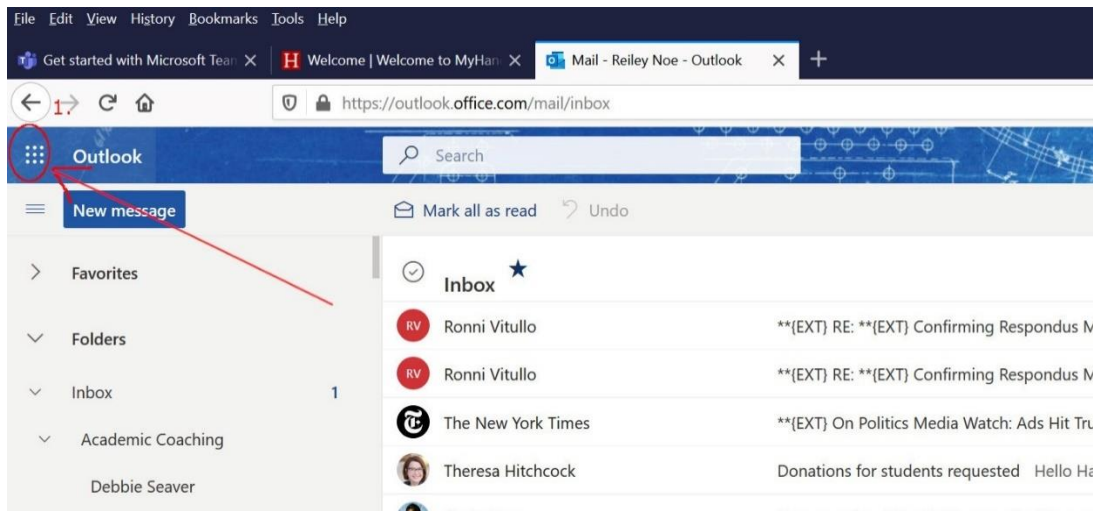 File Edit View History Bookmarks Tools Help
Get started with Microsoft Team Welcome | Welcome to MyHan Mail - Reiley Noe - Outlook
1. https://outlook.office.com/mail/inbox
Outlook Search
New message Mark all as read Undo
Favorites
Inbox
RV Ronni Vitullo **{EXT} RE: **{EXT} Confirming Respondus M
Folders
RV Ronni Vitullo **{EXT} RE: **{EXT} Confirming Respondus M
Inbox 1
The New York Times **{EXT} On Politics Media Watch: Ads Hit Tru
Academic Coaching
Theresa Hitchcock Donations for students requested Hello Ha
Debbie Seaver